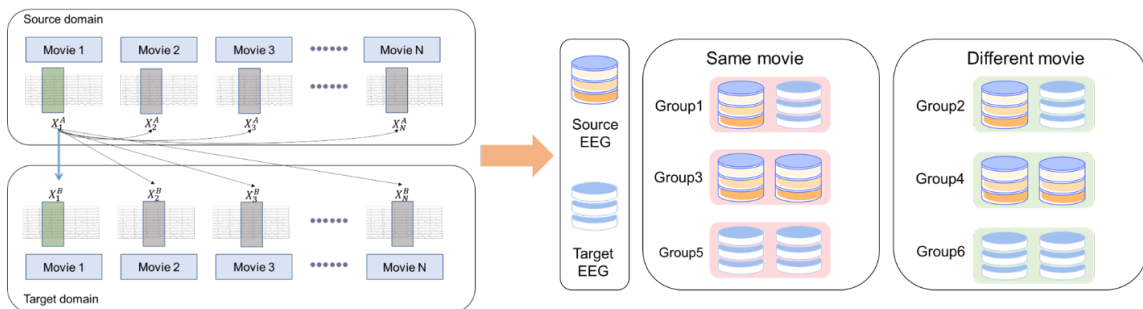 Source domain
Movie 1 Movie 2 Movie 3 Movie N
X_1^A X_2^A X_3^A X_N^A
X_1^B X_2^B X_3^B X_N^B
Movie 1 Movie 2 Movie 3 Movie N
Target domain
Source
EEG
Target
EEG
Same movie
Group1
Group3
Group5
Different movie
Group2
Group4
Group6